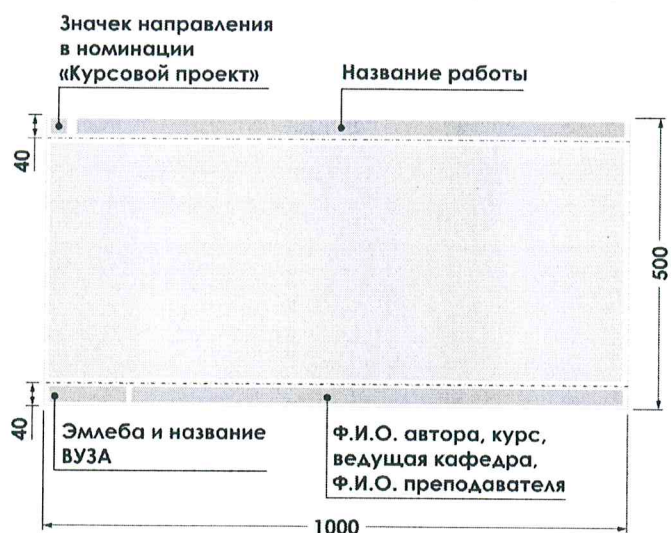 Значек направления
в номинации
«Курсовой проект»
Название работы
40
500
40
Эмлеба и название
ВУЗА
Ф.И.О. автора, курс,
ведущая кафедра,
Ф.И.О. преподавателя
1000